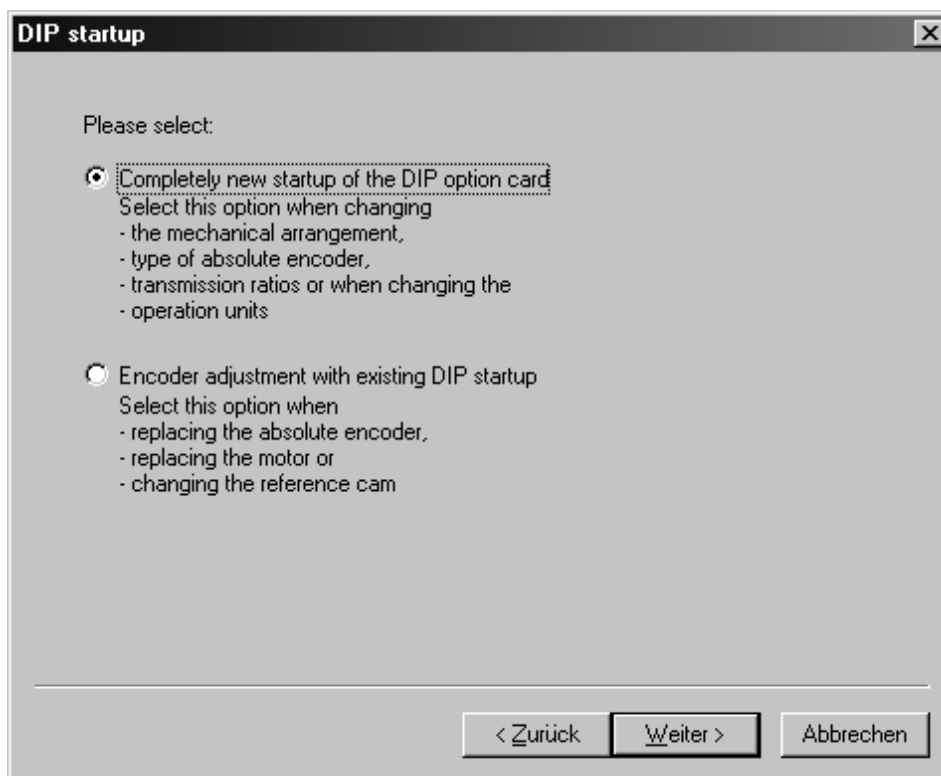 DIP startup
Please select:
Completely new startup of the DIP option card
Select this option when changing
- the mechanical arrangement,
- type of absolute encoder,
- transmission ratios or when changing the
- operation units
Encoder adjustment with existing DIP startup
Select this option when
- replacing the absolute encoder,
- replacing the motor or
- changing the reference cam
< Zurück Weiter > Abbrechen